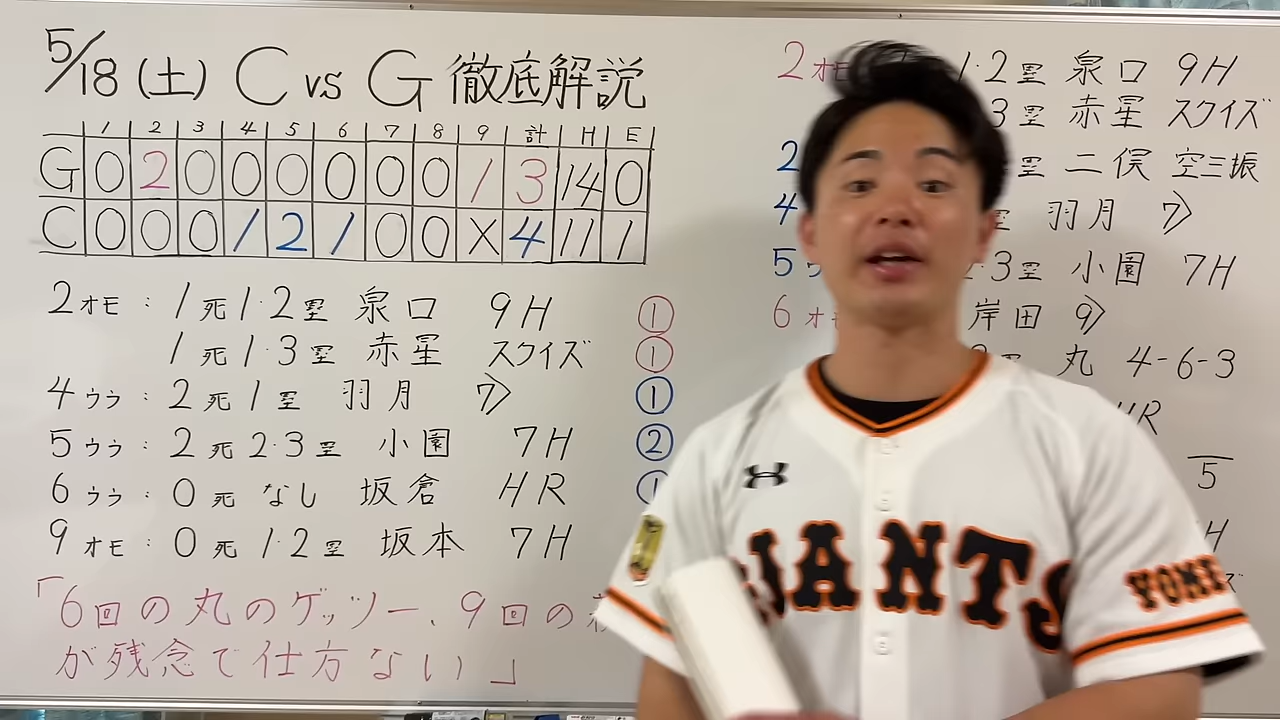 5/18(土) C vs G 徹底解説
1 2 3 4 5 6 7 8 9 計 H E
G 0 2 0 0 0 0 0 0 1 3 14 0
C 0 0 0 1 2 1 0 0 X 4 11 1
2オモ:1死1·2塁 泉口 9H ①
1死1·3塁 赤星 スクイズ ①
4ウラ:2死1塁 羽月 7> ①
5ウラ:2死2·3塁 小園 7H ②
6ウラ:0死なし 坂倉 HR
9オモ:0死1·2塁 坂本 7H
「6回の丸のゲッツー、9回の
が残念で仕方ない」
2オモ 1·2塁 泉口 9H
3塁 赤星 スクイズ
2 塁 二俣 空三振
4 羽月 7>
5 3塁 小園 7H
6オモ 岸田 9>
丸 4-6-3
HR
5
H
GIANTS
YOMI